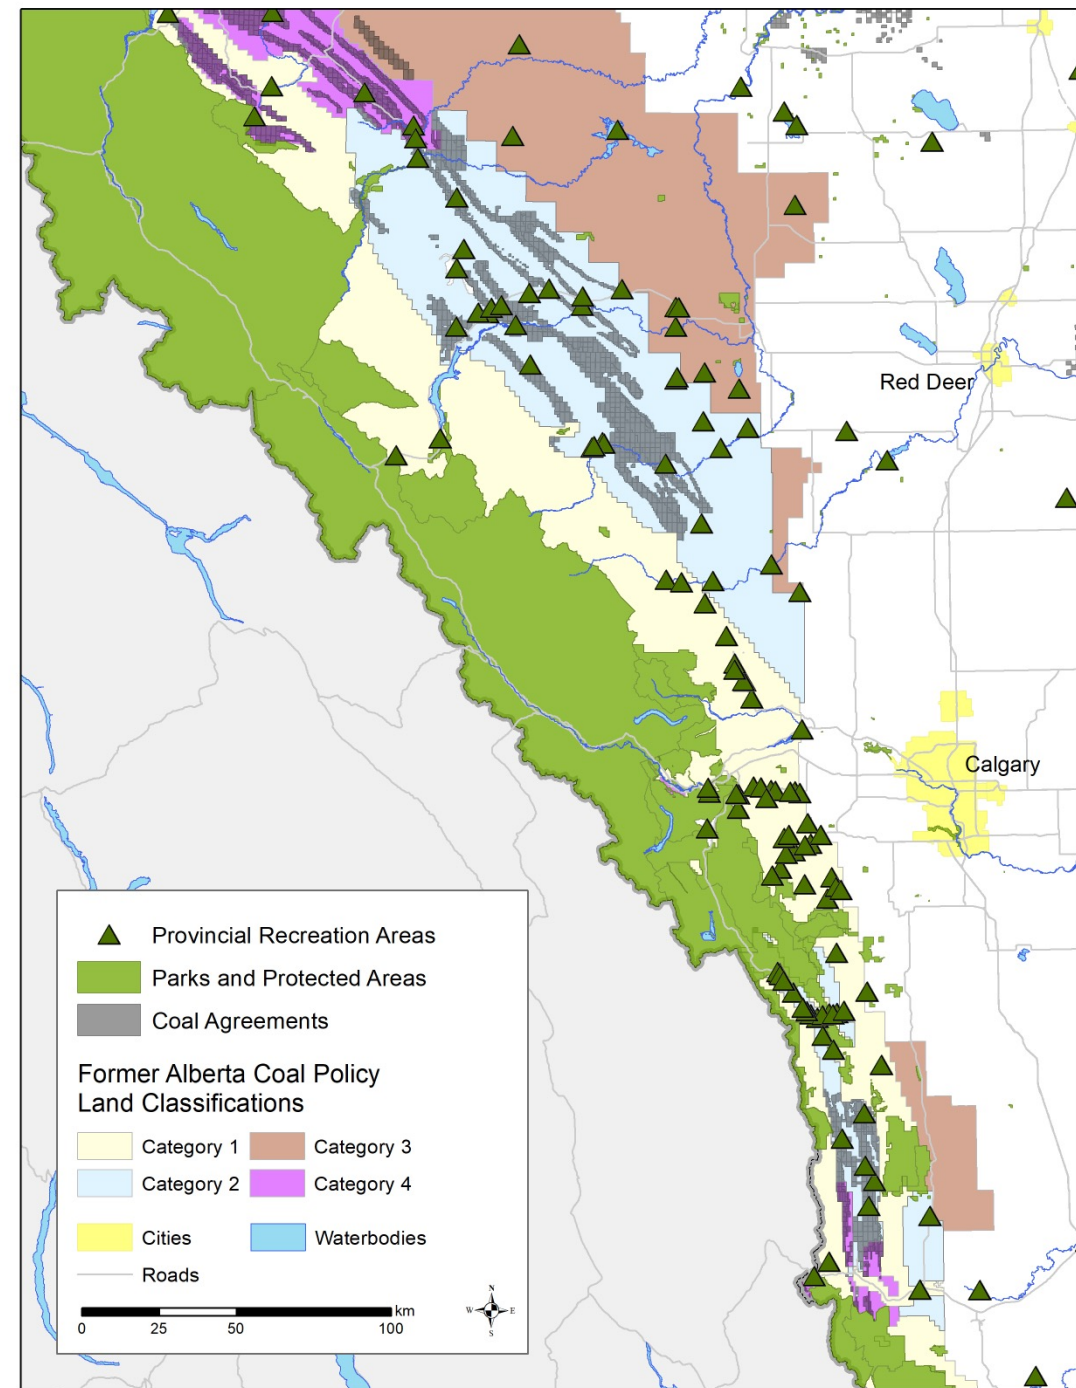 Red Deer
Calgary
Provincial Recreation Areas
Parks and Protected Areas
Coal Agreements
Former Alberta Coal Policy
Land Classifications
Category 1
Category 3
Category 2
Category 4
Cities
Waterbodies
Roads
km
0 25 50 100
N
W E
S